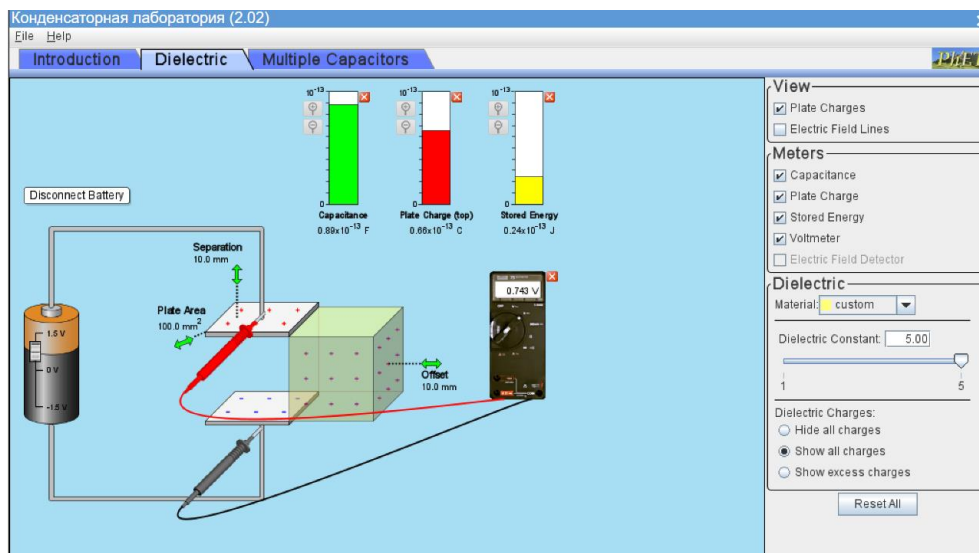 Конденсаторная лаборатория (2.02)
File Help
Introduction Dielectric Multiple Capacitors
PhET
View
Plate Charges
Electric Field Lines
Meters
Capacitance
Plate Charge
Stored Energy
Voltmeter
Electric Field Detector
Dielectric
Material: custom
Dielectric Constant: 5.00
1 5
Dielectric Charges:
Hide all charges
Show all charges
Show excess charges
Reset All
10⁻¹³ 10⁻¹³ 10⁻¹³
0 0 0
Capacitance Plate Charge (top) Stored Energy
0.89x10⁻¹³ F 0.66x10⁻¹³ C 0.24x10⁻¹³ J
Disconnect Battery
Separation
10.0 mm
Plate Area
100.0 mm²
Offset
10.0 mm
0.743 V
1.5 V
0 V
-1.5 V